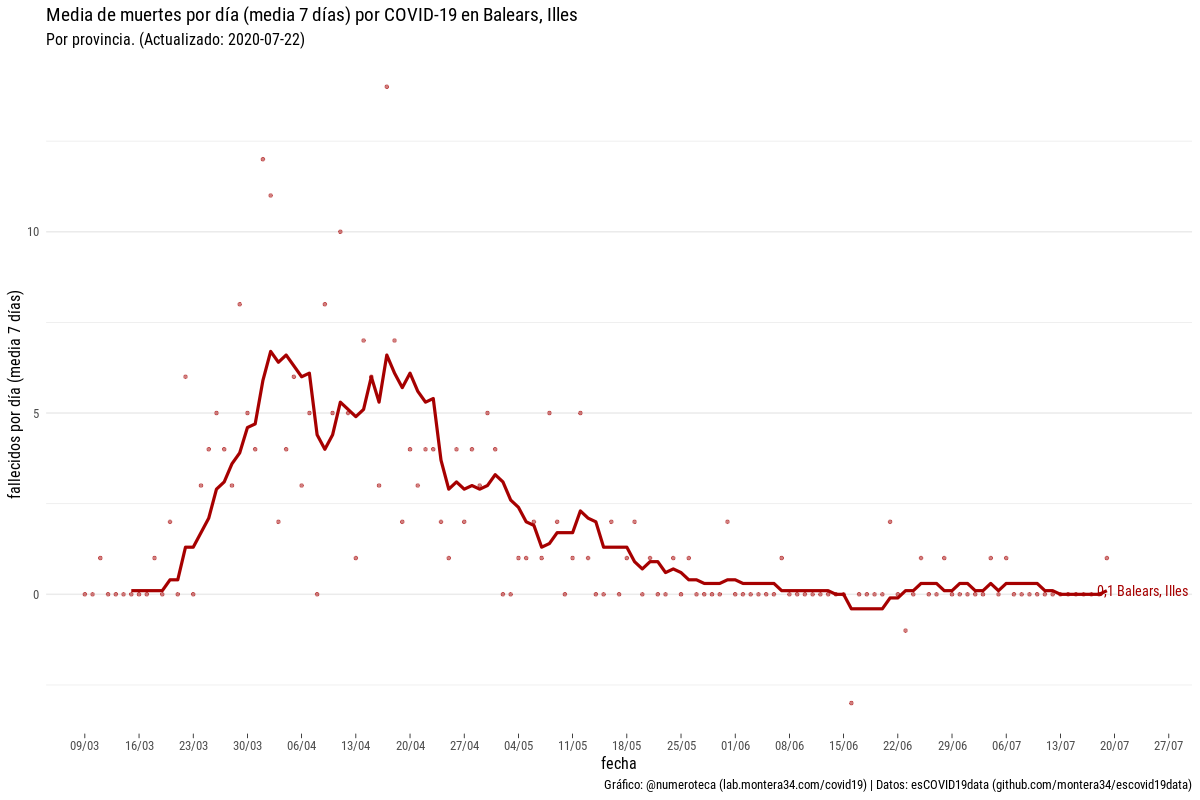 Media de muertes por día (media 7 días) por COVID-19 en Balears, Illes
Por provincia. (Actualizado: 2020-07-22)
fallecidos por día (media 7 días)
10
5
0
0,1 Balears, Illes
09/03 16/03 23/03 30/03 06/04 13/04 20/04 27/04 04/05 11/05 18/05 25/05 01/06 08/06 15/06 22/06 29/06 06/07 13/07 20/07 27/07
fecha
Gráfico: @numeroteca (lab.montera34.com/covid19) | Datos: esCOVID19data (github.com/montera34/escovid19data)